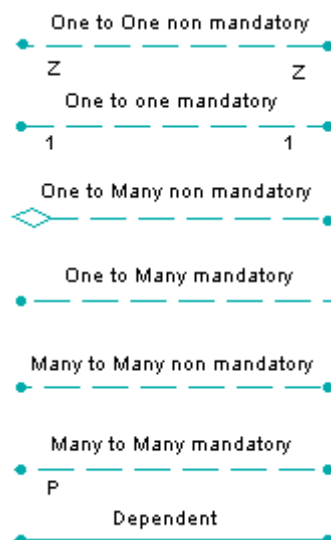 One to One non mandatory
Z Z
One to one mandatory
1 1
One to Many non mandatory
One to Many mandatory
Many to Many non mandatory
Many to Many mandatory
P
Dependent